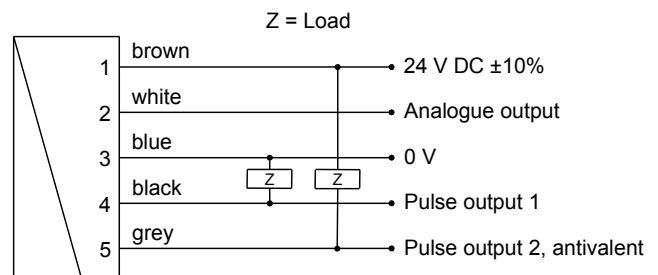 Z = Load
1 brown 24 V DC ±10%
2 white Analogue output
3 blue 0 V
Z Z
4 black Pulse output 1
5 grey Pulse output 2, antivalent